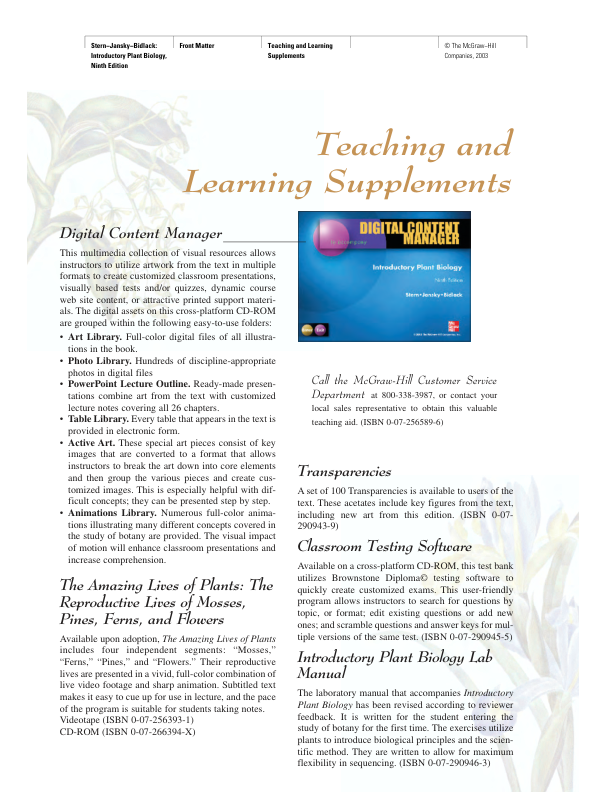 Stern−Jansky−Bidlack:
Introductory Plant Biology,
Ninth Edition
Front Matter
Teaching and Learning
Supplements
© The McGraw−Hill
Companies, 2003
Teaching and
Learning Supplements
Digital Content Manager
This multimedia collection of visual resources allows
instructors to utilize artwork from the text in multiple
formats to create customized classroom presentations,
visually based tests and/or quizzes, dynamic course
web site content, or attractive printed support materi-
als. The digital assets on this cross-platform CD-ROM
are grouped within the following easy-to-use folders:
• Art Library. Full-color digital files of all illustra-
tions in the book.
• Photo Library. Hundreds of discipline-appropriate
photos in digital files
• PowerPoint Lecture Outline. Ready-made presen-
tations combine art from the text with customized
lecture notes covering all 26 chapters.
• Table Library. Every table that appears in the text is
provided in electronic form.
• Active Art. These special art pieces consist of key
images that are converted to a format that allows
instructors to break the art down into core elements
and then group the various pieces and create cus-
tomized images. This is especially helpful with dif-
ficult concepts; they can be presented step by step.
• Animations Library. Numerous full-color anima-
tions illustrating many different concepts covered in
the study of botany are provided. The visual impact
of motion will enhance classroom presentations and
increase comprehension.
The Amazing Lives of Plants: The
Reproductive Lives of Mosses,
Pines, Ferns, and Flowers
Available upon adoption, The Amazing Lives of Plants
includes four independent segments: “Mosses,”
“Ferns,” “Pines,” and “Flowers.” Their reproductive
lives are presented in a vivid, full-color combination of
live video footage and sharp animation. Subtitled text
makes it easy to cue up for use in lecture, and the pace
of the program is suitable for students taking notes.
Videotape (ISBN 0-07-256393-1)
CD-ROM (ISBN 0-07-266394-X)
DIGITAL CONTENT
MANAGER
to accompany
Introductory Plant Biology
Ninth Edition
Stern • Jansky • Bidlack
Call the McGraw-Hill Customer Service
Department at 800-338-3987, or contact your
local sales representative to obtain this valuable
teaching aid. (ISBN 0-07-256589-6)
Transparencies
A set of 100 Transparencies is available to users of the
text. These acetates include key figures from the text,
including new art from this edition. (ISBN 0-07-
290943-9)
Classroom Testing Software
Available on a cross-platform CD-ROM, this test bank
utilizes Brownstone Diploma© testing software to
quickly create customized exams. This user-friendly
program allows instructors to search for questions by
topic, or format; edit existing questions or add new
ones; and scramble questions and answer keys for mul-
tiple versions of the same test. (ISBN 0-07-290945-5)
Introductory Plant Biology Lab
Manual
The laboratory manual that accompanies Introductory
Plant Biology has been revised according to reviewer
feedback. It is written for the student entering the
study of botany for the first time. The exercises utilize
plants to introduce biological principles and the scien-
tific method. They are written to allow for maximum
flexibility in sequencing. (ISBN 0-07-290946-3)